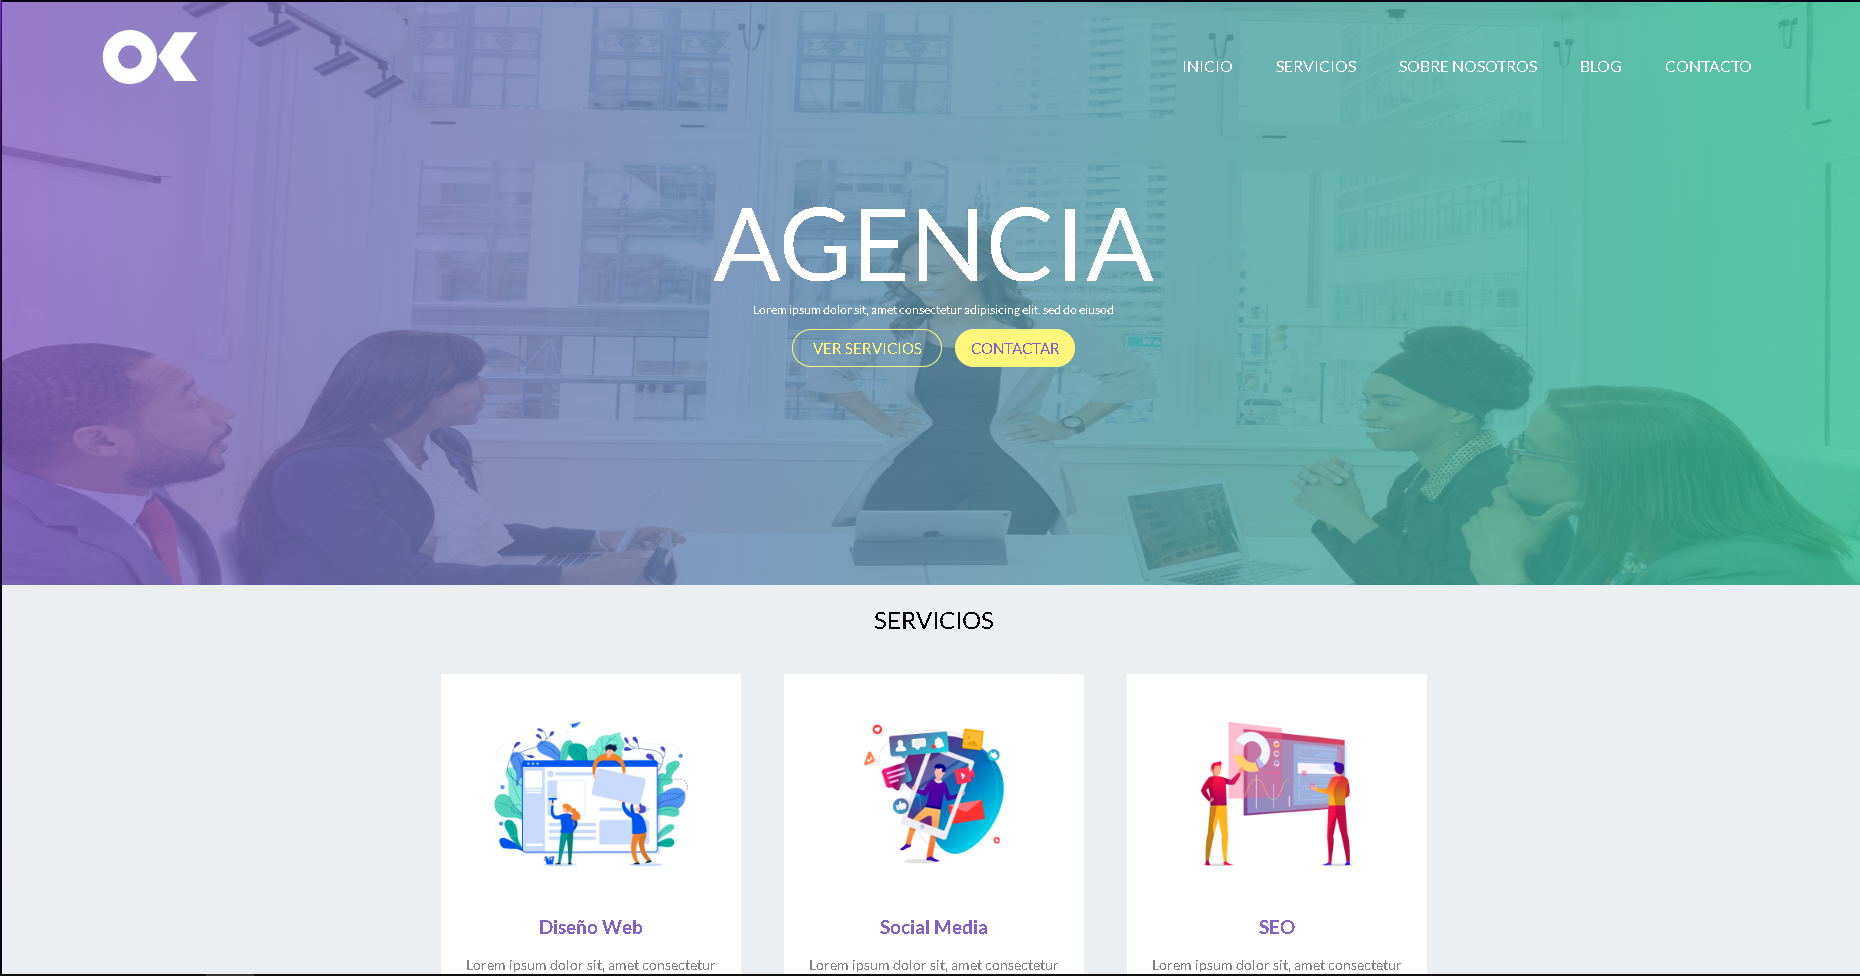 OK
INICIO SERVICIOS SOBRE NOSOTROS BLOG CONTACTO
AGENCIA
Lorem ipsum dolor sit, amet consectetur adipisicing elit. sed do eiusod
VER SERVICIOS CONTACTAR
SERVICIOS
Diseño Web Social Media SEO
Lorem ipsum dolor sit, amet consectetur Lorem ipsum dolor sit, amet consectetur Lorem ipsum dolor sit, amet consectetur